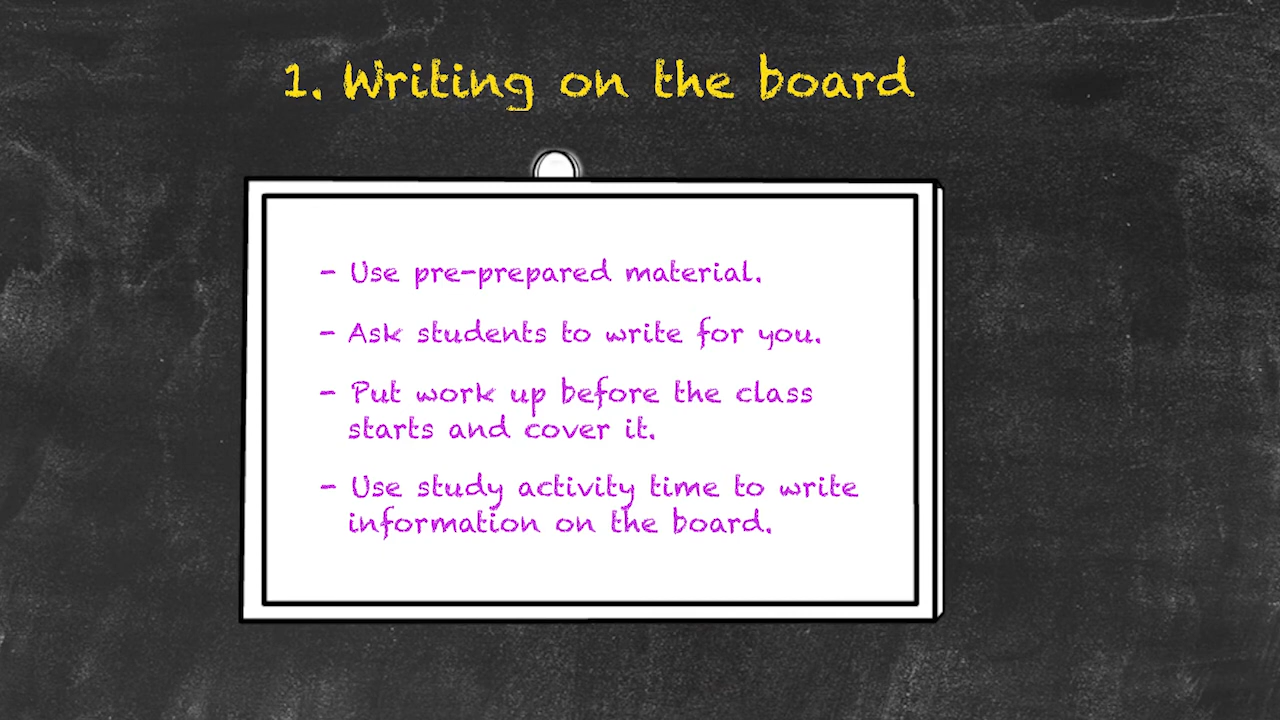 1. Writing on the board
- Use pre-prepared material.
- Ask students to write for you.
- Put work up before the class
starts and cover it.
- Use study activity time to write
information on the board.